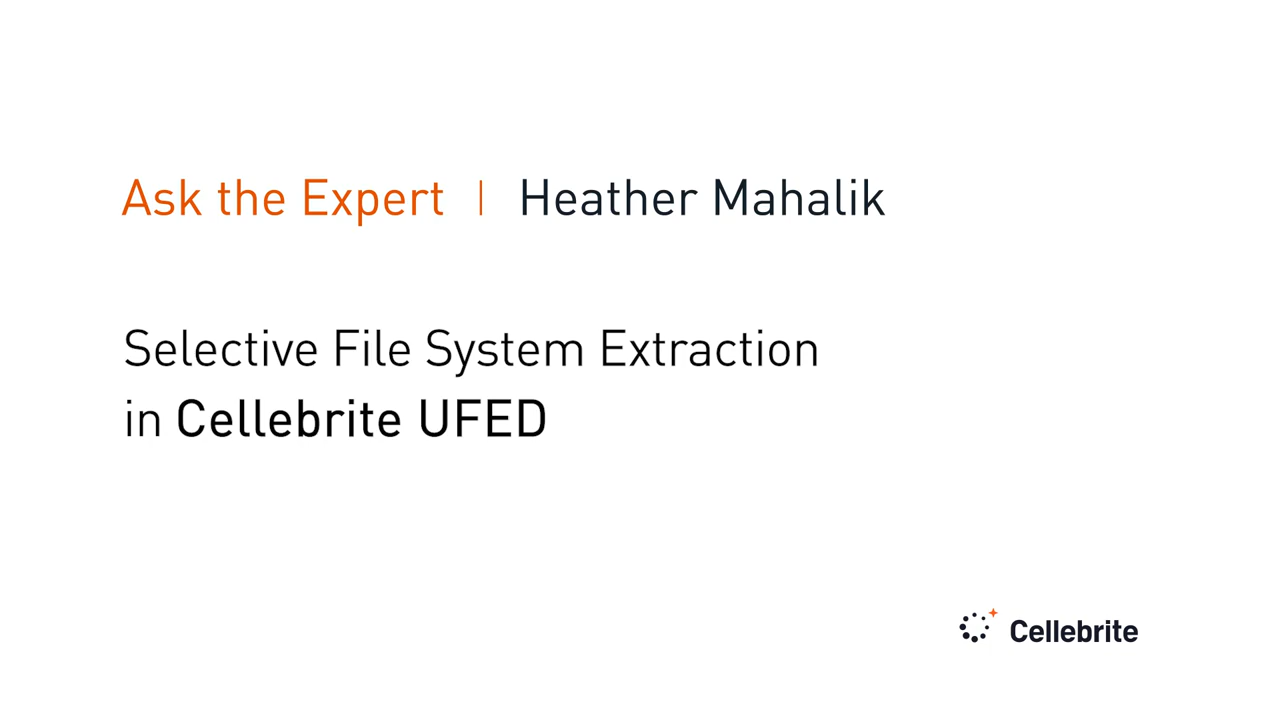 Ask the Expert | Heather Mahalik
Selective File System Extraction
in Cellebrite UFED
Cellebrite